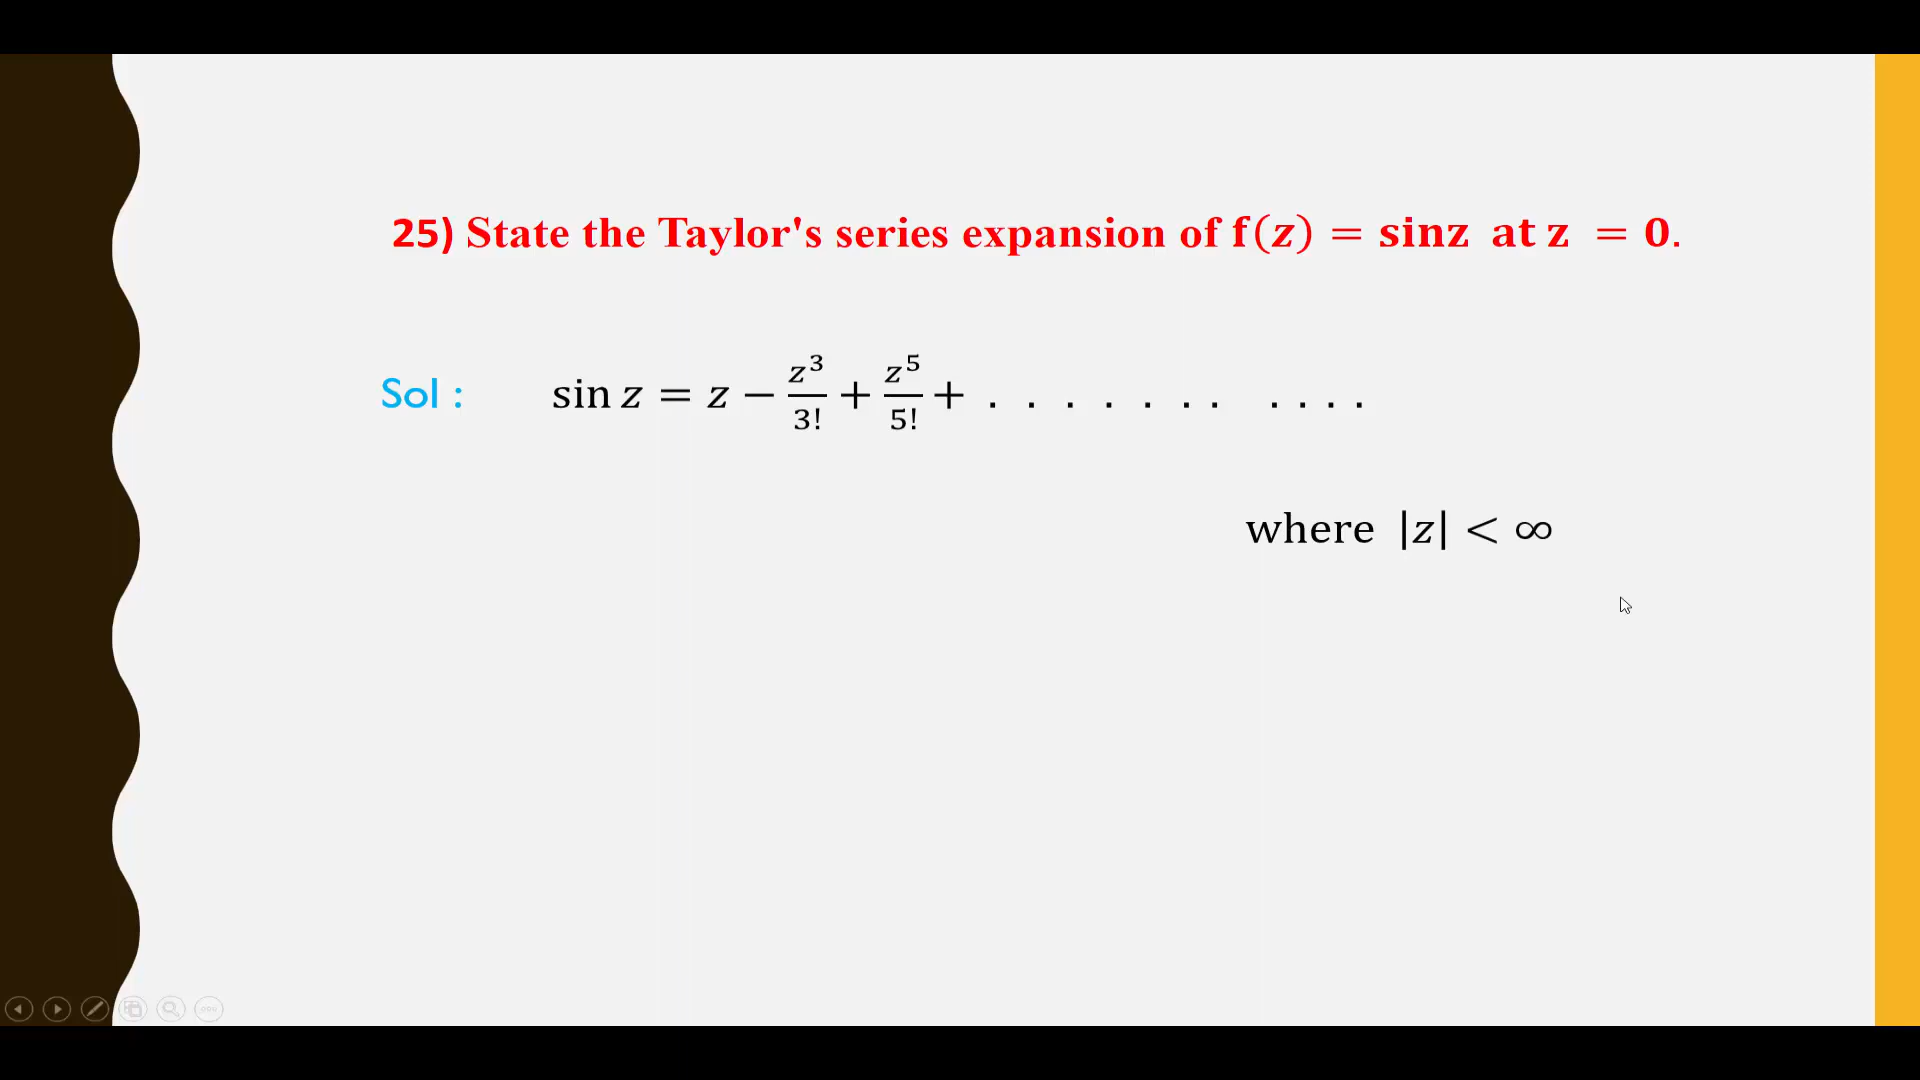 25) State the Taylor's series expansion of f(z) = sinz at z = 0.
Sol : sin z = z − z³/3! + z⁵/5! + . . . . . . . . . . .
where |z| < ∞